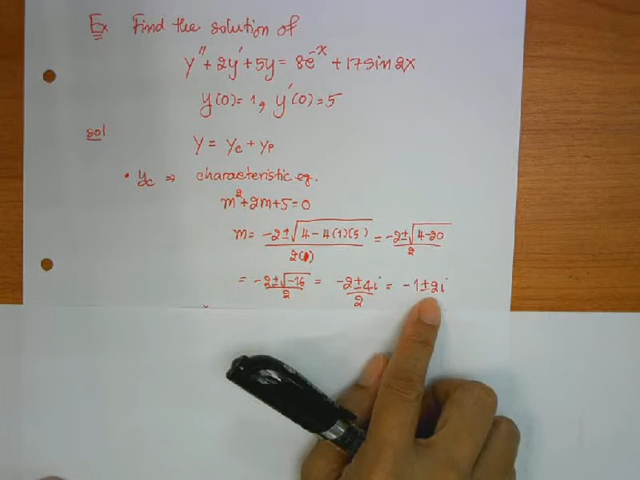 Ex Find the solution of
y'' + 2y' + 5y = 8e^-x + 17 sin 2x
y(0) = 1, y'(0) = 5
sol y = yc + yp
• yc ⇒ characteristic eq.
m^2 + 2m + 5 = 0
m = (-2 ± √(4 - 4(1)(5)))/2(1) = (-2 ± √(4-20))/2
= (-2 ± √-16)/2 = (-2 ± 4i)/2 = -1 ± 2i